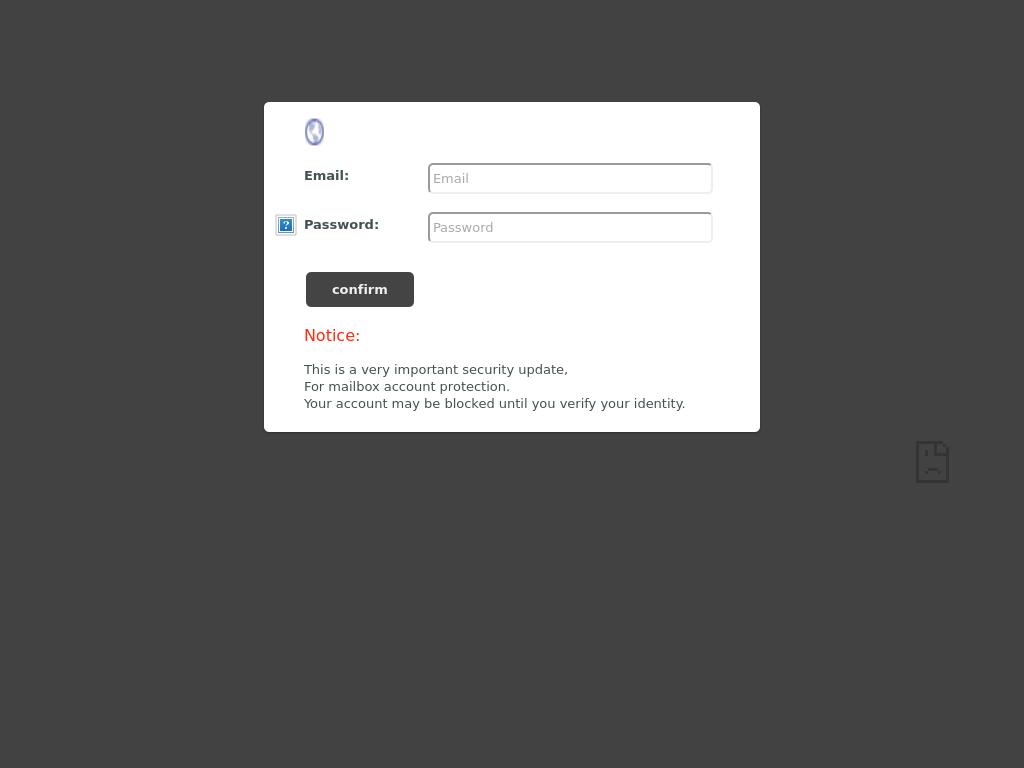 Email:
Email
? Password:
Password
confirm
Notice:
This is a very important security update,
For mailbox account protection.
Your account may be blocked until you verify your identity.